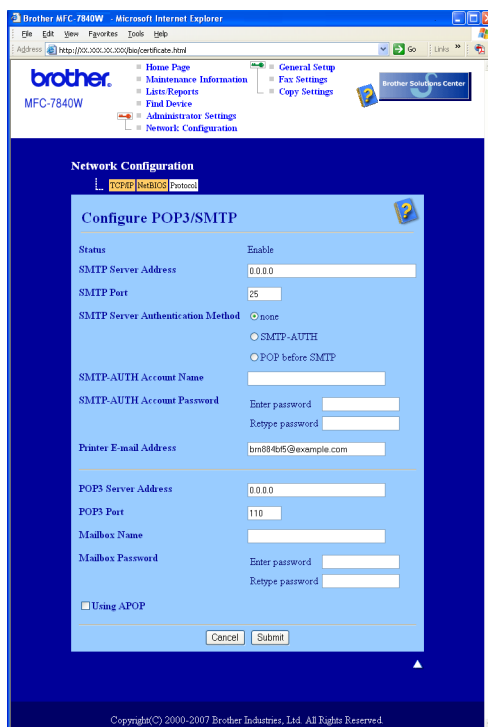 Brother MFC-7840W - Microsoft Internet Explorer
File Edit View Favorites Tools Help
Address http://XX.XXX.XX.XXX/bio/certificate.html Go Links »
brother.
MFC-7840W
Home Page
Maintenance Information
Lists/Reports
Find Device
Administrator Settings
Network Configuration
General Setup
Fax Settings
Copy Settings
Brother Solutions Center
Network Configuration
TCP/IP NetBIOS Protocol
Configure POP3/SMTP
Status Enable
SMTP Server Address 0.0.0.0
SMTP Port 25
SMTP Server Authentication Method none
SMTP-AUTH
POP before SMTP
SMTP-AUTH Account Name
SMTP-AUTH Account Password Enter password
Retype password
Printer E-mail Address brn884bf5@example.com
POP3 Server Address 0.0.0.0
POP3 Port 110
Mailbox Name
Mailbox Password Enter password
Retype password
Using APOP
Cancel Submit
Copyright(C) 2000-2007 Brother Industries, Ltd. All Rights Reserved.